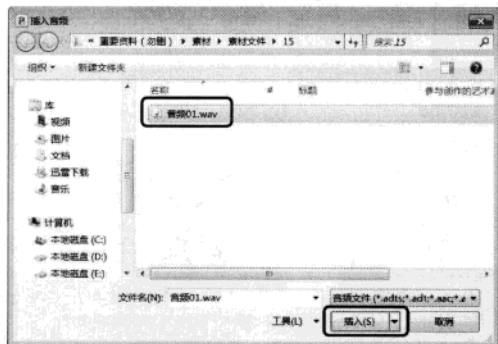 插入音频
« 重要资料（勿删） ▸ 素材 ▸ 素材文件 ▸ 15
搜索 15
组织 新建文件夹
名称 # 标题 参与创作的艺术
音频01.wav
库
视频
图片
文档
迅雷下载
音乐
计算机
本地磁盘 (C:)
本地磁盘 (D:)
本地磁盘 (E:)
文件名(N): 音频01.wav 音频文件 (*.adts;*.adt;*.aac;*.a
工具(L) 插入(S) 取消